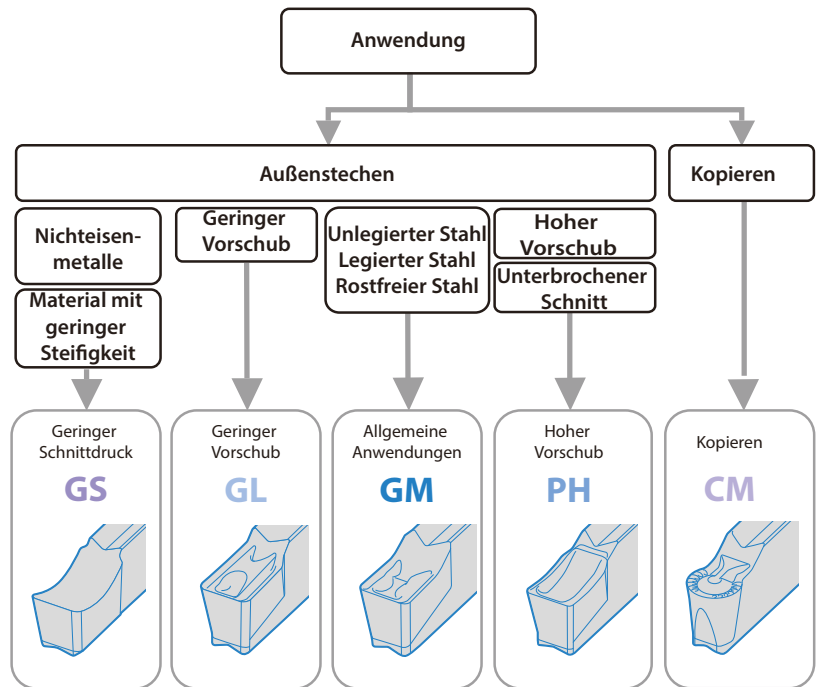 Anwendung
Außenstechen
Kopieren
Nichteisen-
metalle
Material mit
geringer
Steifigkeit
Geringer
Vorschub
Unlegierter Stahl
Legierter Stahl
Rostfreier Stahl
Hoher
Vorschub
Unterbrochener
Schnitt
Geringer
Schnittdruck
GS
Geringer
Vorschub
GL
Allgemeine
Anwendungen
GM
Hoher
Vorschub
PH
Kopieren
CM